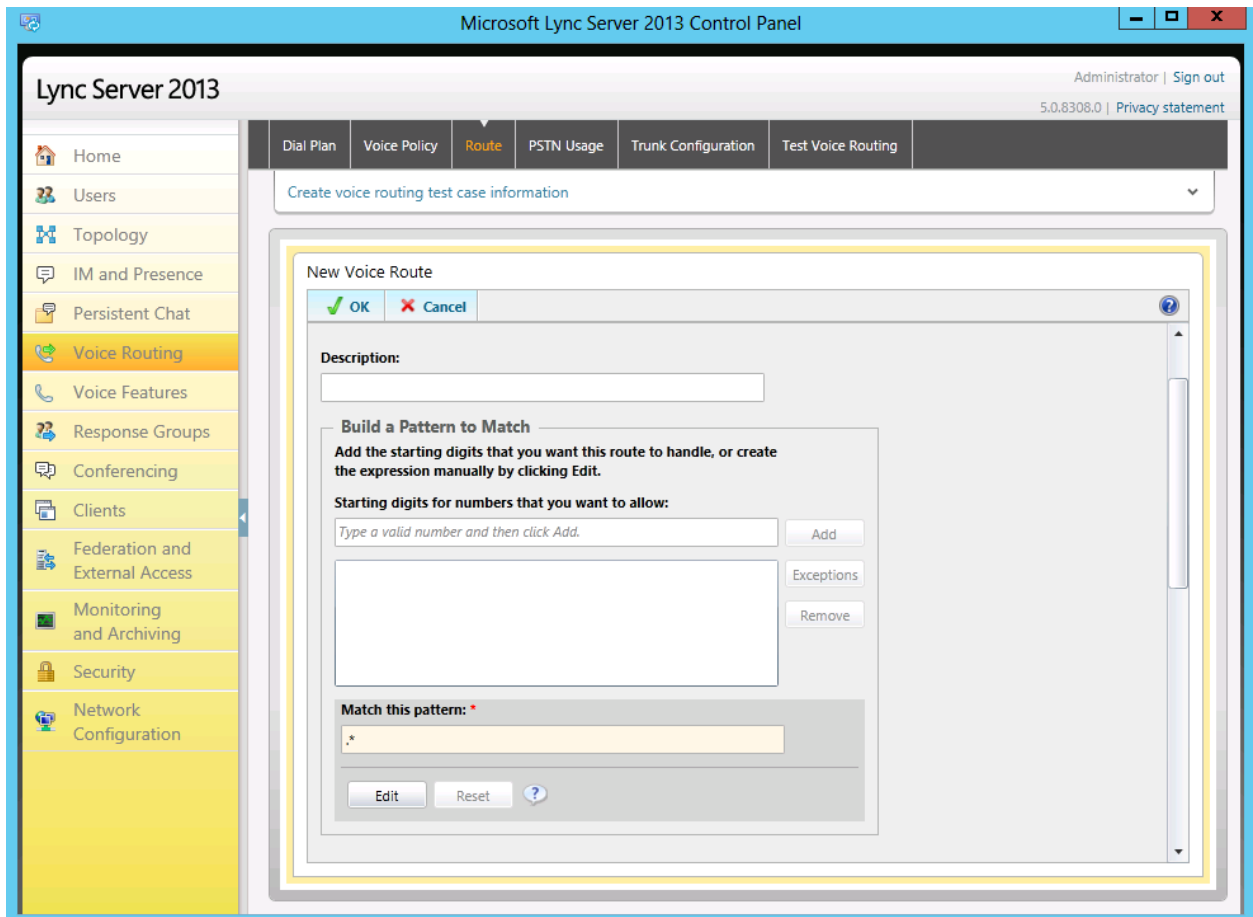 Microsoft Lync Server 2013 Control Panel
Lync Server 2013
Administrator | Sign out
5.0.8308.0 | Privacy statement
Home
Users
Topology
IM and Presence
Persistent Chat
Voice Routing
Voice Features
Response Groups
Conferencing
Clients
Federation and
External Access
Monitoring
and Archiving
Security
Network
Configuration
Dial Plan
Voice Policy
Route
PSTN Usage
Trunk Configuration
Test Voice Routing
Create voice routing test case information
New Voice Route
OK
Cancel
Description:
Build a Pattern to Match
Add the starting digits that you want this route to handle, or create
the expression manually by clicking Edit.
Starting digits for numbers that you want to allow:
Type a valid number and then click Add.
Add
Exceptions
Remove
Match this pattern: *
.*
Edit
Reset